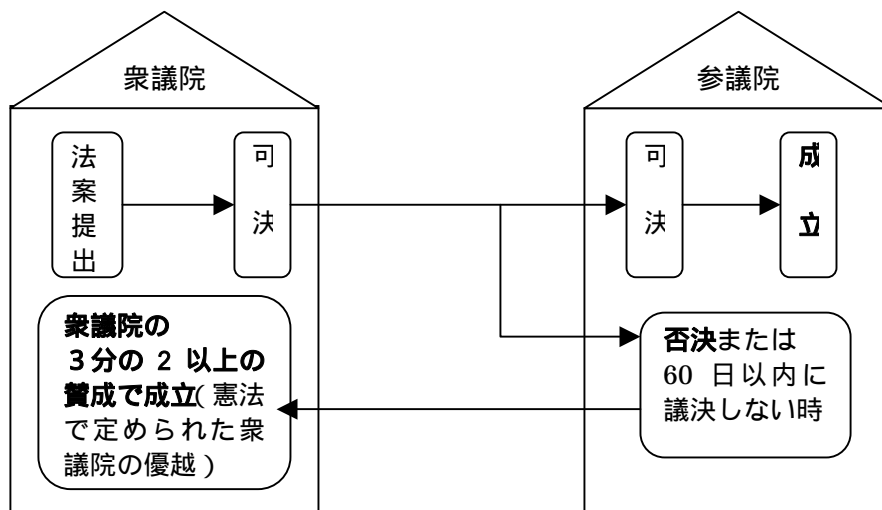 衆議院
法案提出
可決
衆議院の
３分の 2 以上の
賛成で成立(憲法
で定められた衆
議院の優越)
参議院
可決
成立
否決または
60 日以内に
議決しない時